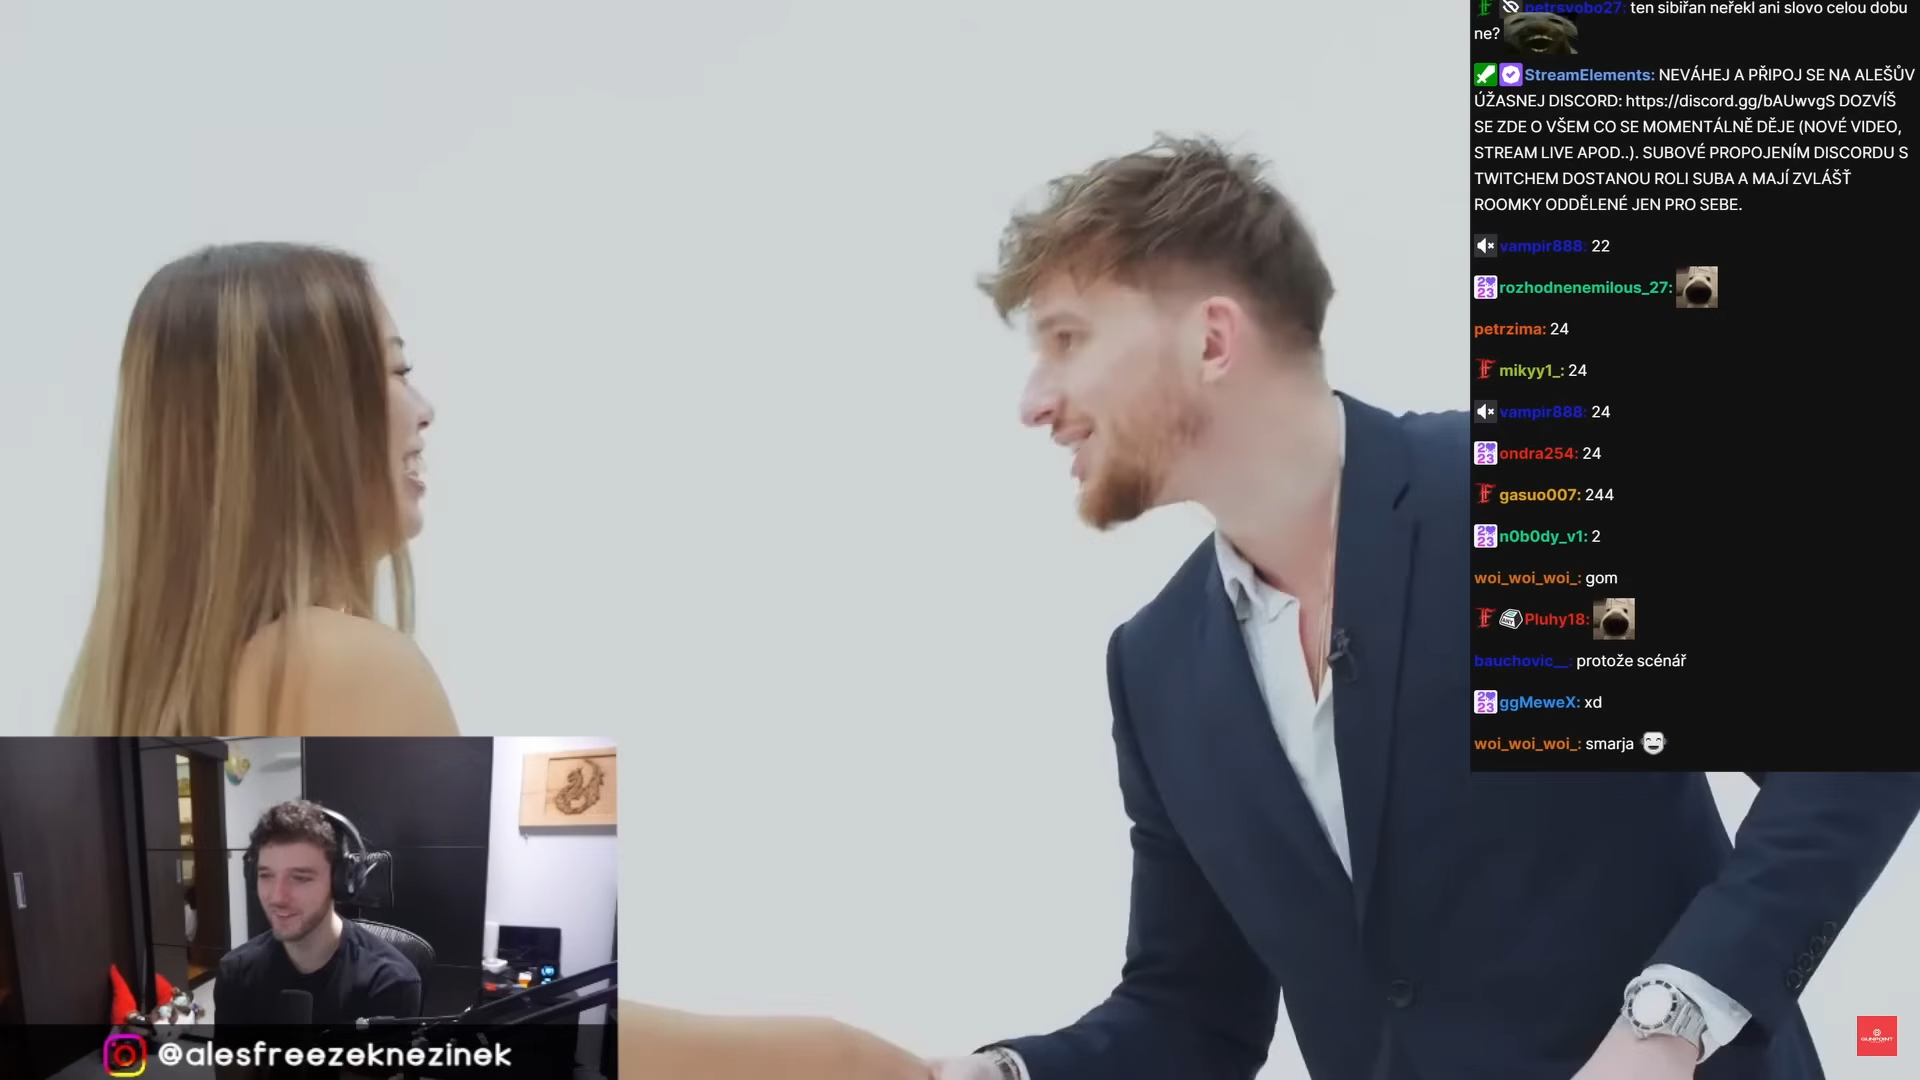 petrsvobo27: ten sibiřan neřekl ani slovo celou dobu
ne?
StreamElements: NEVÁHEJ A PŘIPOJ SE NA ALEŠŮV
ÚŽASNEJ DISCORD: https://discord.gg/bAUwvgS DOZVÍŠ
SE ZDE O VŠEM CO SE MOMENTÁLNĚ DĚJE (NOVÉ VIDEO,
STREAM LIVE APOD..). SUBOVÉ PROPOJENÍM DISCORDU S
TWITCHEM DOSTANOU ROLI SUBA A MAJÍ ZVLÁŠŤ
ROOMKY ODDĚLENÉ JEN PRO SEBE.
vampir888: 22
rozhodnenemilous_27:
petrzima: 24
mikyy1_: 24
vampir888: 24
ondra254: 24
gasuo007: 244
n0b0dy_v1: 2
woi_woi_woi_: gom
Pluhy18:
bauchovic__: protože scénář
ggMeweX: xd
woi_woi_woi_: smarja
@alesfreezeknezinek
GUNPOINT